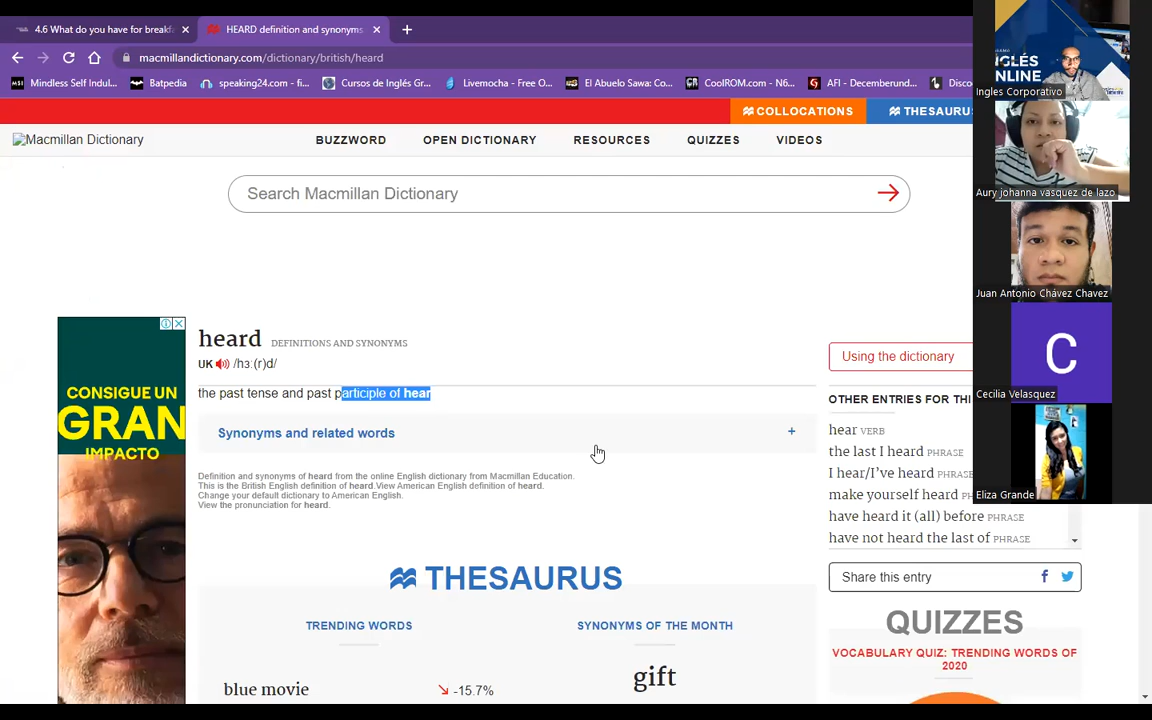 4.6 What do you have for breakf
HEARD definition and synonyms
macmillandictionary.com/dictionary/british/heard
Mindless Self Indul...
Batpedia
speaking24.com - fi...
Cursos de Inglés Gr...
Livemocha - Free O...
El Abuelo Sawa: Co...
CoolROM.com - N6...
AFI - Decemberund...
Disco
COLLOCATIONS
THESAURUS
Macmillan Dictionary
BUZZWORD
OPEN DICTIONARY
RESOURCES
QUIZZES
VIDEOS
Search Macmillan Dictionary
heard DEFINITIONS AND SYNONYMS
UK /hɜː(r)d/
the past tense and past participle of hear
Synonyms and related words
+
Definition and synonyms of heard from the online English dictionary from Macmillan Education.
This is the British English definition of heard.View American English definition of heard.
Change your default dictionary to American English.
View the pronunciation for heard.
THESAURUS
TRENDING WORDS
blue movie
-15.7%
SYNONYMS OF THE MONTH
gift
CONSIGUE UN
GRAN
IMPACTO
Using the dictionary
OTHER ENTRIES FOR THI
hear VERB
the last I heard PHRASE
I hear/I've heard PHRASE
make yourself heard PH
have heard it (all) before PHRASE
have not heard the last of PHRASE
Share this entry
QUIZZES
VOCABULARY QUIZ: TRENDING WORDS OF
2020
INGLÉS
ONLINE
Ingles Corporativo
Aury johanna vasquez de lazo
Juan Antonio Chávez Chavez
C
Cecilia Velasquez
Eliza Grande